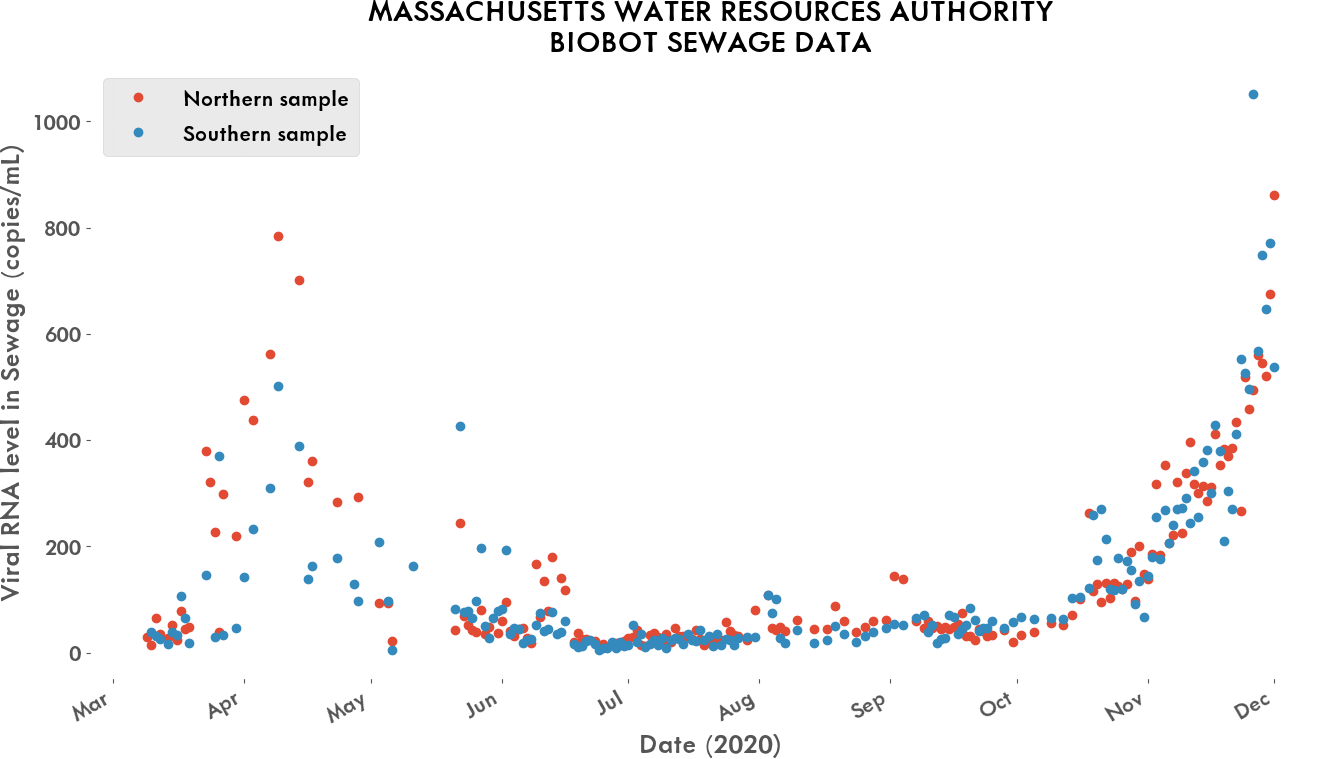 MASSACHUSETTS WATER RESOURCES AUTHORITY
BIOBOT SEWAGE DATA
Northern sample
Southern sample
Viral RNA level in Sewage (copies/mL)
1000
800
600
400
200
0
Mar
Apr
May
Jun
Jul
Aug
Sep
Oct
Nov
Dec
Date (2020)